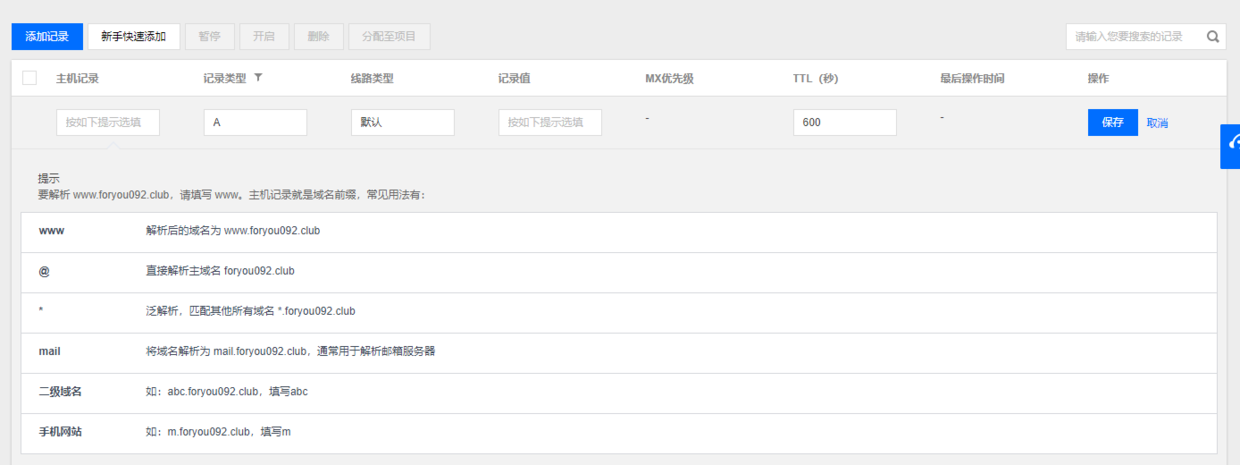 添加记录 新手快速添加 暂停 开启 删除 分配至项目 请输入您要搜索的记录
主机记录 记录类型 线路类型 记录值 MX优先级 TTL（秒） 最后操作时间 操作
按如下提示选填 A 默认 按如下提示选填 - 600 - 保存 取消
提示
要解析 www.foryou092.club，请填写 www。主机记录就是域名前缀，常见用法有：
www 解析后的域名为 www.foryou092.club
@ 直接解析主域名 foryou092.club
* 泛解析，匹配其他所有域名 *.foryou092.club
mail 将域名解析为 mail.foryou092.club，通常用于解析邮箱服务器
二级域名 如：abc.foryou092.club，填写abc
手机网站 如：m.foryou092.club，填写m